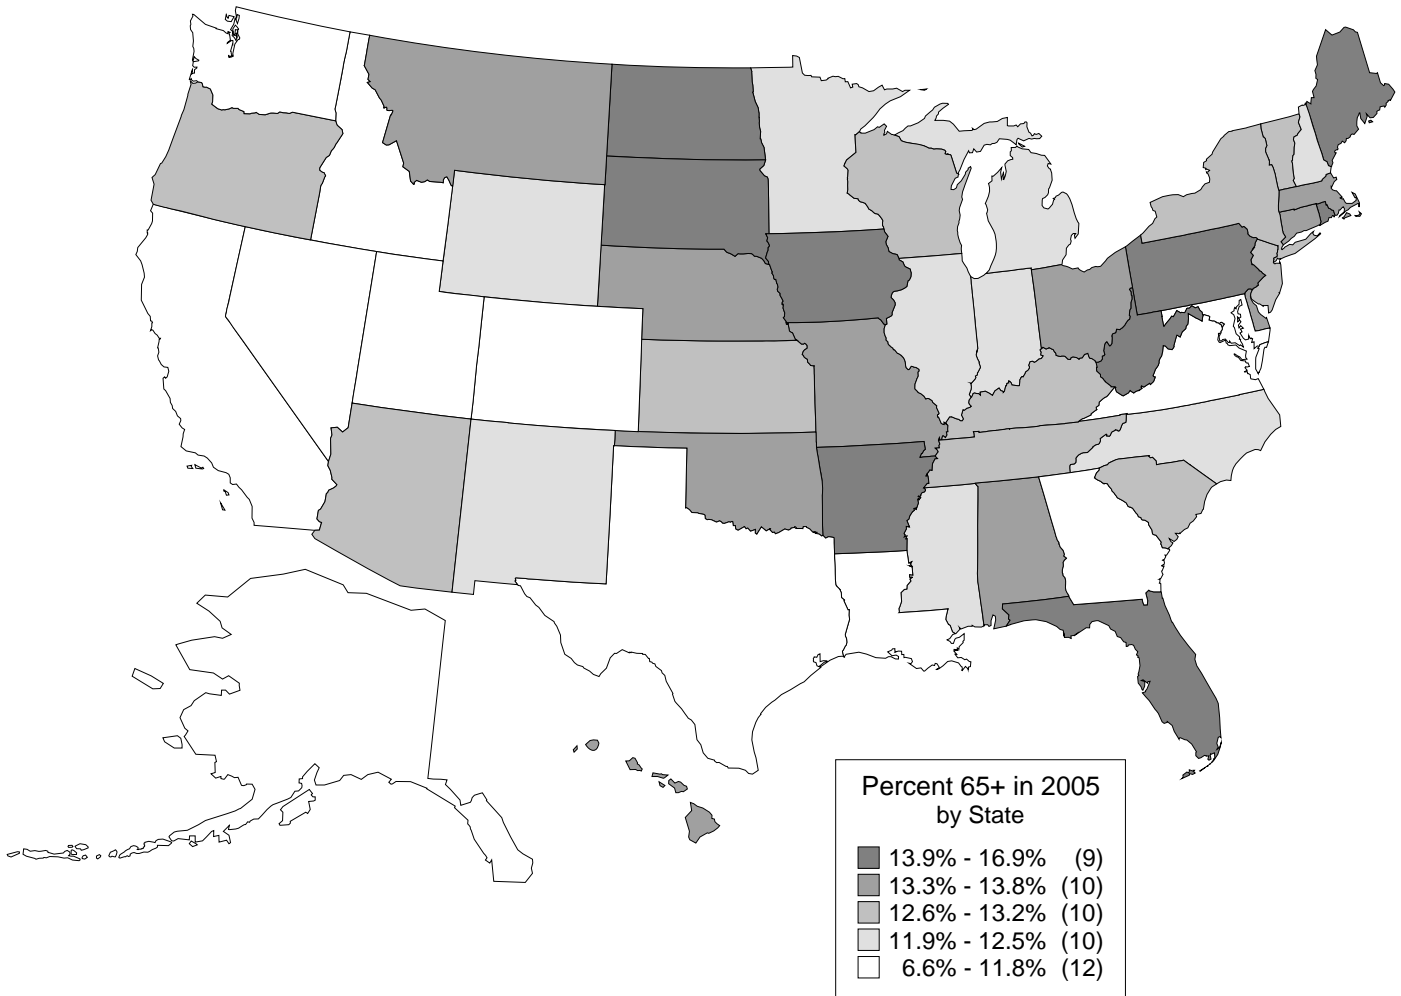 Percent 65+ in 2005
by State
13.9% - 16.9% (9)
13.3% - 13.8% (10)
12.6% - 13.2% (10)
11.9% - 12.5% (10)
6.6% - 11.8% (12)